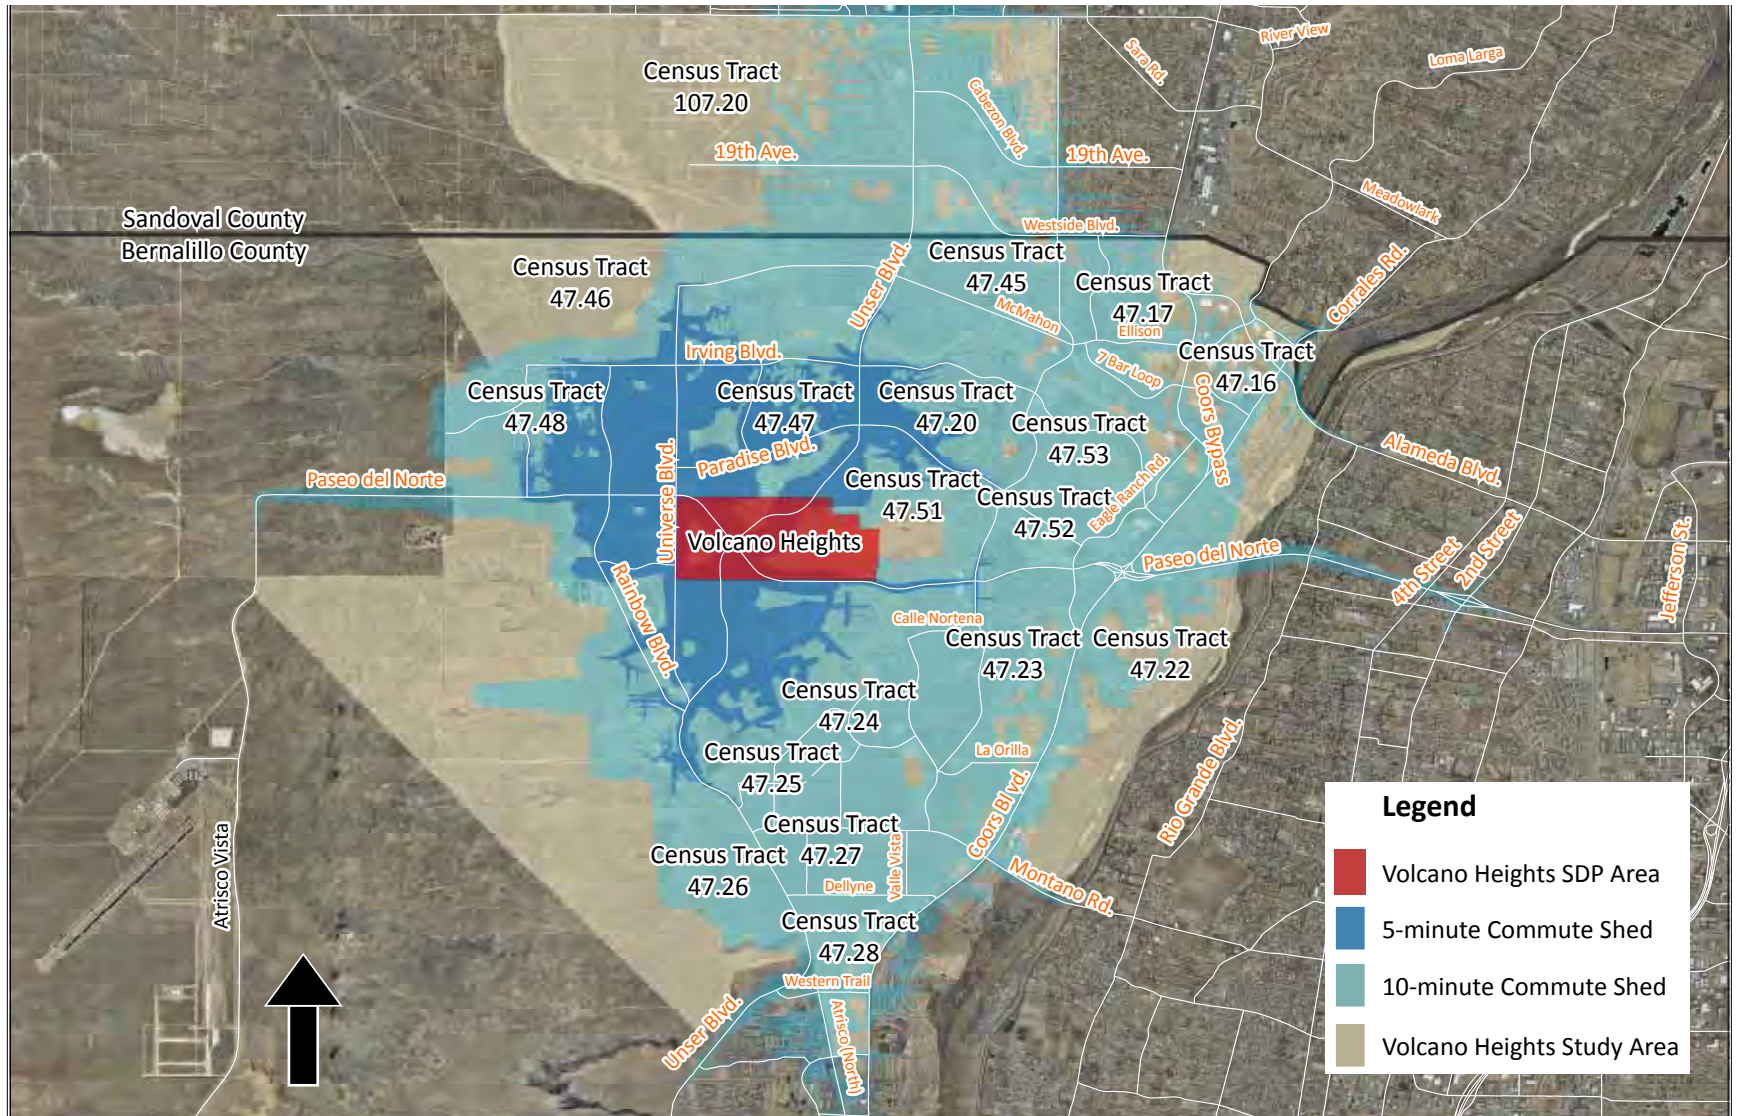 River View
Loma Larga
Sara Rd.
Census Tract
107.20
Cabezon Blvd.
19th Ave.
19th Ave.
Meadowlark
Sandoval County
Bernalillo County
Westside Blvd.
Census Tract
47.46
Unser Blvd.
Census Tract
47.45
Census Tract
47.17
Corrales Rd.
McMahon
Ellison
Irving Blvd.
7 Bar Loop
Census Tract
47.16
Census Tract
47.48
Census Tract
47.47
Census Tract
47.20
Coors Bypass
Census Tract
47.53
Paradise Blvd.
Universe Blvd.
Alameda Blvd.
Paseo del Norte
Census Tract
47.51
Census Tract
47.52
Eagle Ranch Rd.
Volcano Heights
Paseo del Norte
4th Street
2nd Street
Jefferson St.
Rainbow Blvd.
Calle Nortena
Census Tract
47.23
Census Tract
47.22
Census Tract
47.24
Census Tract
47.25
La Orilla
Coors Blvd.
Rio Grande Blvd.
Census Tract
47.27
Census Tract
47.26
Valle Vista
Dellyne
Montano Rd.
Atrisco Vista
Census Tract
47.28
Western Trail
Unser Blvd.
Atrisco (North)
Legend
Volcano Heights SDP Area
5-minute Commute Shed
10-minute Commute Shed
Volcano Heights Study Area